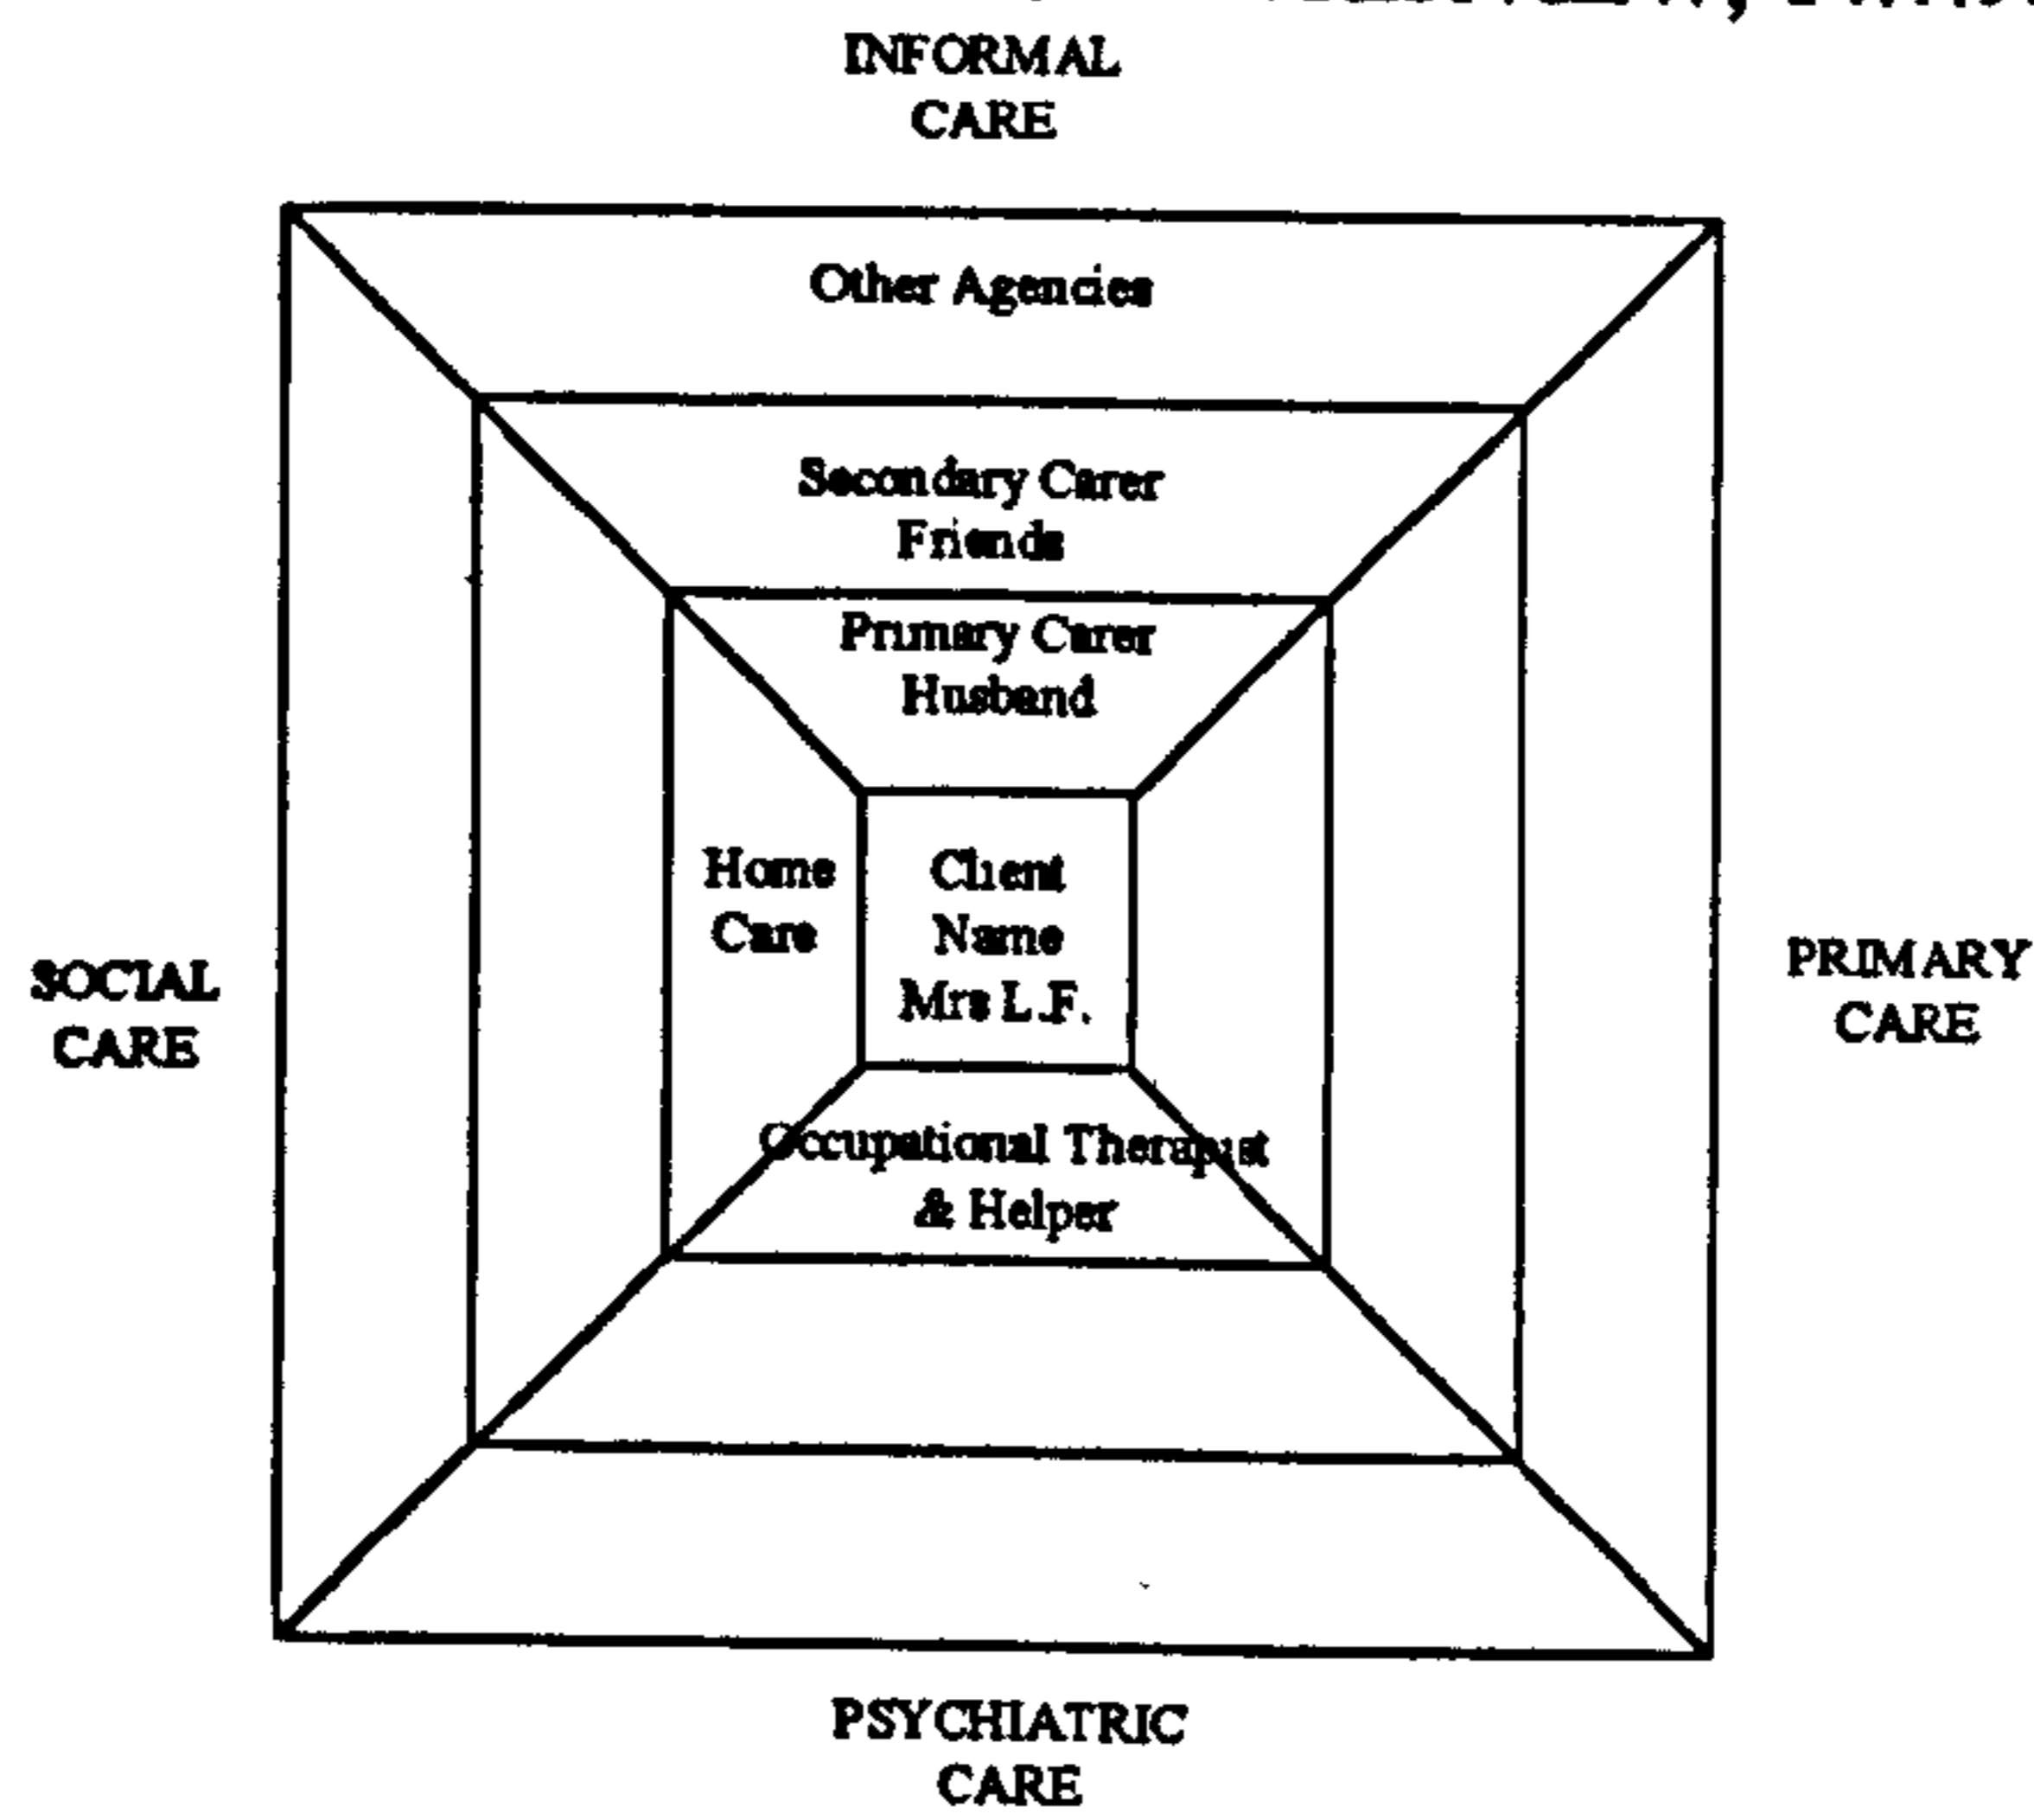 INFORMAL
CARE
Other Agencies
Secondary Carer
Friends
Primary Carer
Husband
Home
Care
Client
Name
Mrs L.F.
SOCIAL
CARE
PRIMARY
CARE
Occupational Therapist
& Helper
PSYCHIATRIC
CARE